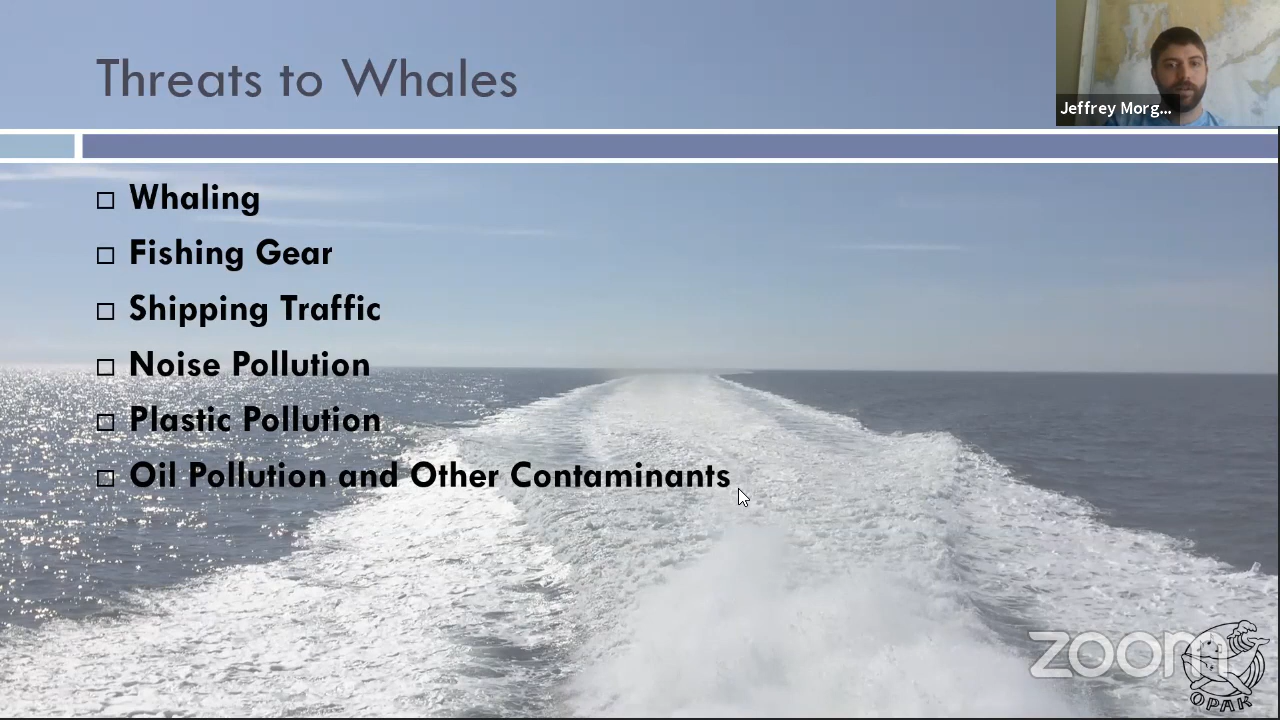 Threats to Whales
Jeffrey Morg...
Whaling
Fishing Gear
Shipping Traffic
Noise Pollution
Plastic Pollution
Oil Pollution and Other Contaminants
zoom
OPAK